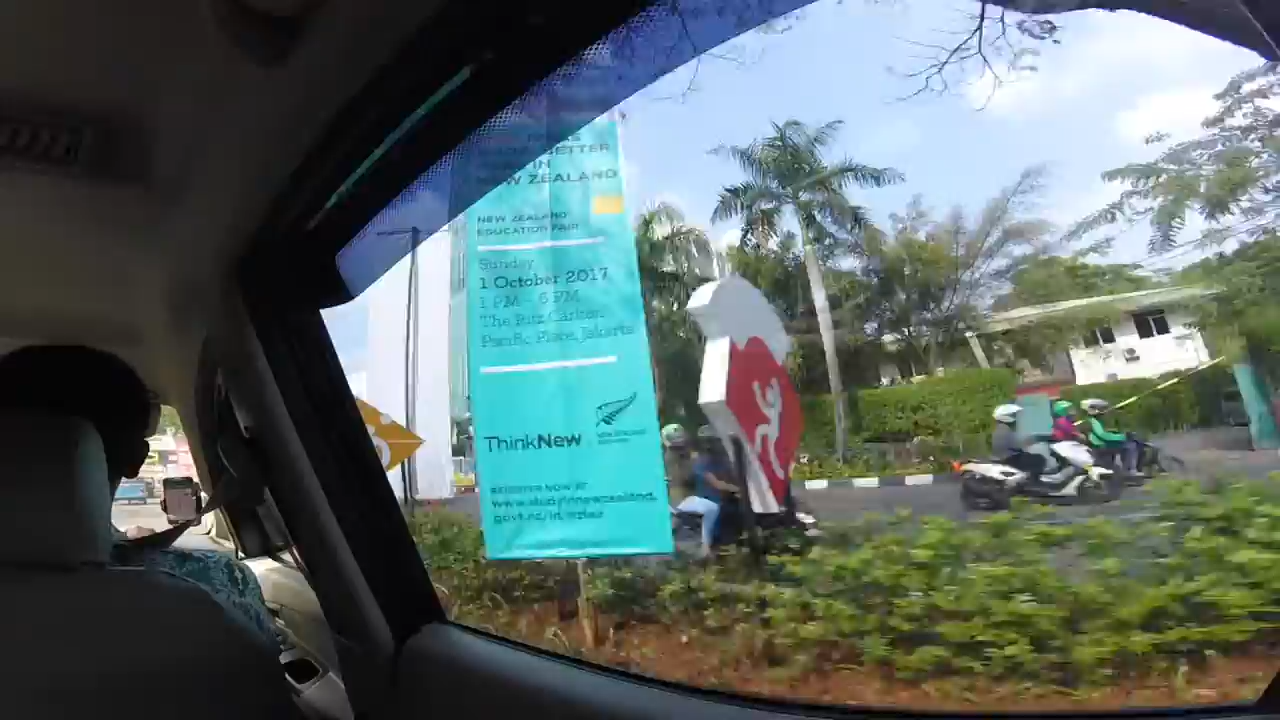 BETTER
IN
NEW ZEALAND
NEW ZEALAND
EDUCATION FAIR
Sunday
1 October 2017
1 PM - 6 PM
The Ritz Carlton
Pacific Place, Jakarta
ThinkNew
REGISTER NOW AT
www.studyinnewzealand.
govt.nz/in